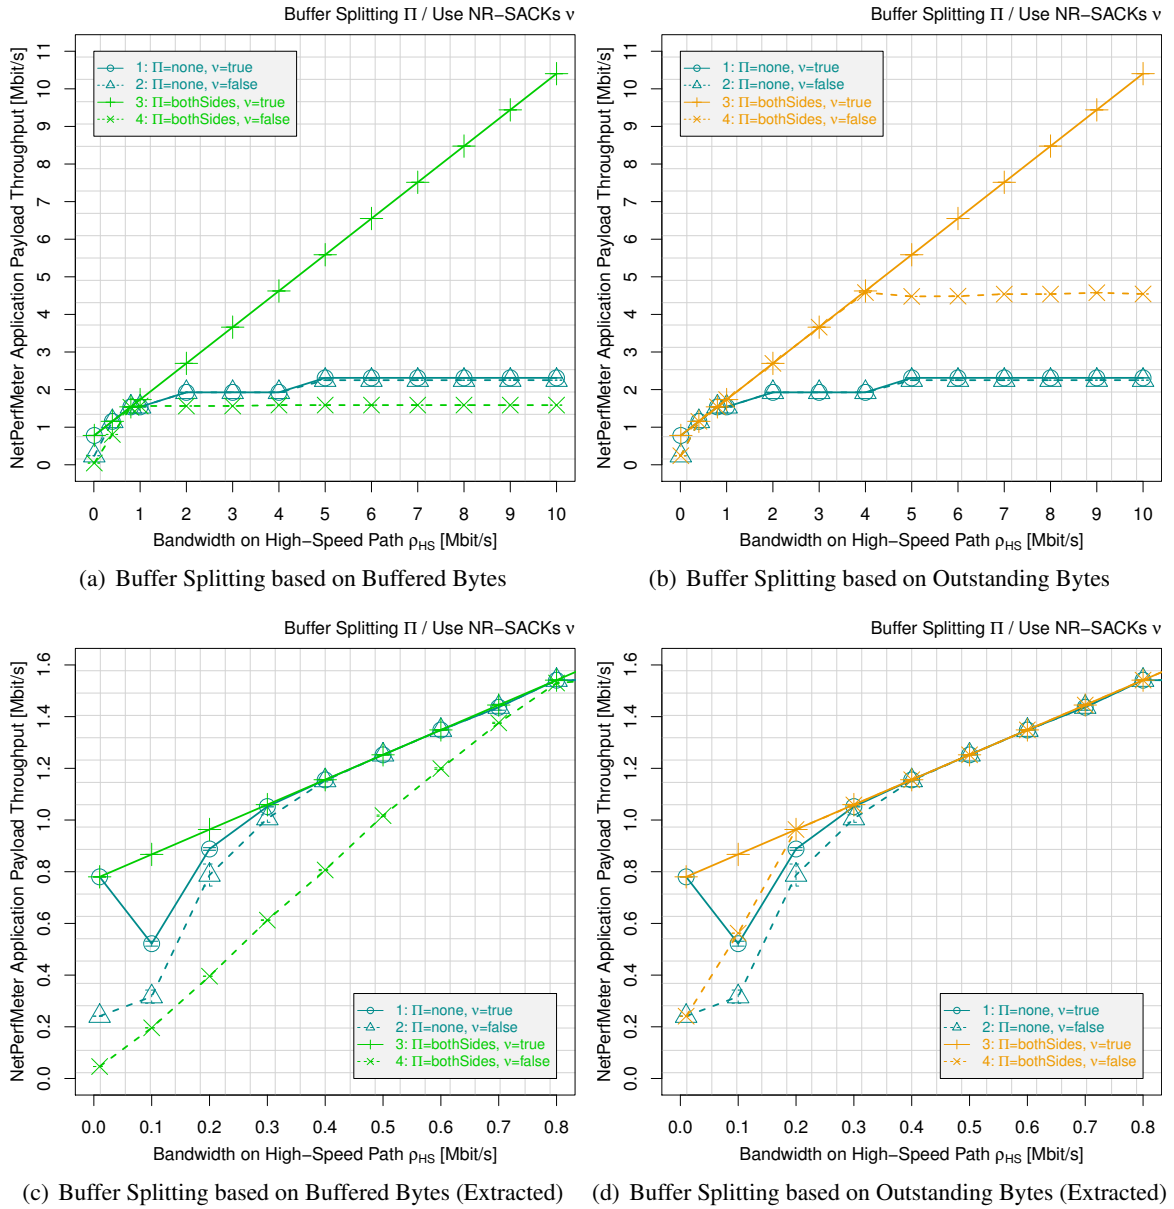 Buffer Splitting Π / Use NR−SACKs ν
NetPerfMeter Application Payload Throughput [Mbit/s]
0 1 2 3 4 5 6 7 8 9 10 11
1: Π=none, ν=true
2: Π=none, ν=false
3: Π=bothSides, ν=true
4: Π=bothSides, ν=false
0 1 2 3 4 5 6 7 8 9 10
Bandwidth on High−Speed Path ρHS [Mbit/s]
(a) Buffer Splitting based on Buffered Bytes
Buffer Splitting Π / Use NR−SACKs ν
NetPerfMeter Application Payload Throughput [Mbit/s]
0 1 2 3 4 5 6 7 8 9 10 11
1: Π=none, ν=true
2: Π=none, ν=false
3: Π=bothSides, ν=true
4: Π=bothSides, ν=false
0 1 2 3 4 5 6 7 8 9 10
Bandwidth on High−Speed Path ρHS [Mbit/s]
(b) Buffer Splitting based on Outstanding Bytes
Buffer Splitting Π / Use NR−SACKs ν
NetPerfMeter Application Payload Throughput [Mbit/s]
0.0 0.2 0.4 0.6 0.8 1.0 1.2 1.4 1.6
1: Π=none, ν=true
2: Π=none, ν=false
3: Π=bothSides, ν=true
4: Π=bothSides, ν=false
0.0 0.1 0.2 0.3 0.4 0.5 0.6 0.7 0.8
Bandwidth on High−Speed Path ρHS [Mbit/s]
(c) Buffer Splitting based on Buffered Bytes (Extracted)
Buffer Splitting Π / Use NR−SACKs ν
NetPerfMeter Application Payload Throughput [Mbit/s]
0.0 0.2 0.4 0.6 0.8 1.0 1.2 1.4 1.6
1: Π=none, ν=true
2: Π=none, ν=false
3: Π=bothSides, ν=true
4: Π=bothSides, ν=false
0.0 0.1 0.2 0.3 0.4 0.5 0.6 0.7 0.8
Bandwidth on High−Speed Path ρHS [Mbit/s]
(d) Buffer Splitting based on Outstanding Bytes (Extracted)